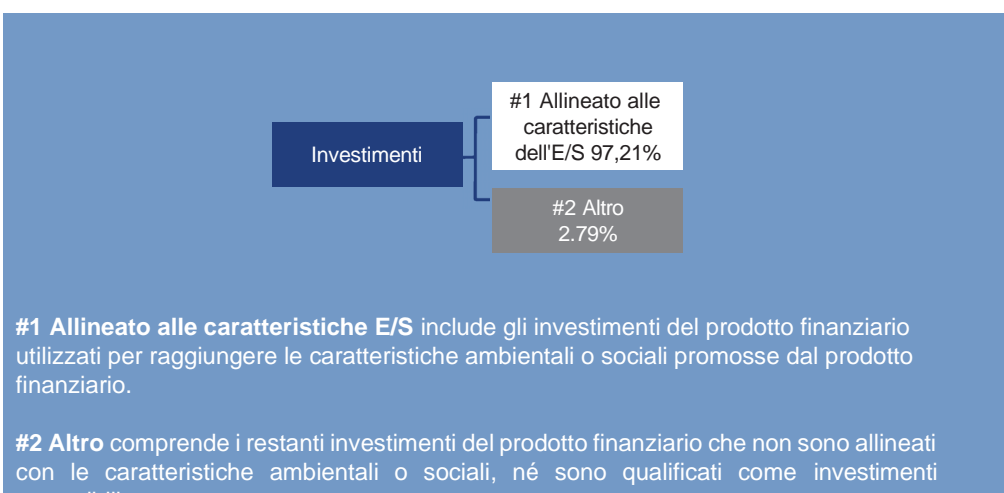 #1 Allineato alle
caratteristiche
dell'E/S 97,21%
Investimenti
#2 Altro
2.79%
#1 Allineato alle caratteristiche E/S include gli investimenti del prodotto finanziario
utilizzati per raggiungere le caratteristiche ambientali o sociali promosse dal prodotto
finanziario.
#2 Altro comprende i restanti investimenti del prodotto finanziario che non sono allineati
con le caratteristiche ambientali o sociali, né sono qualificati come investimenti